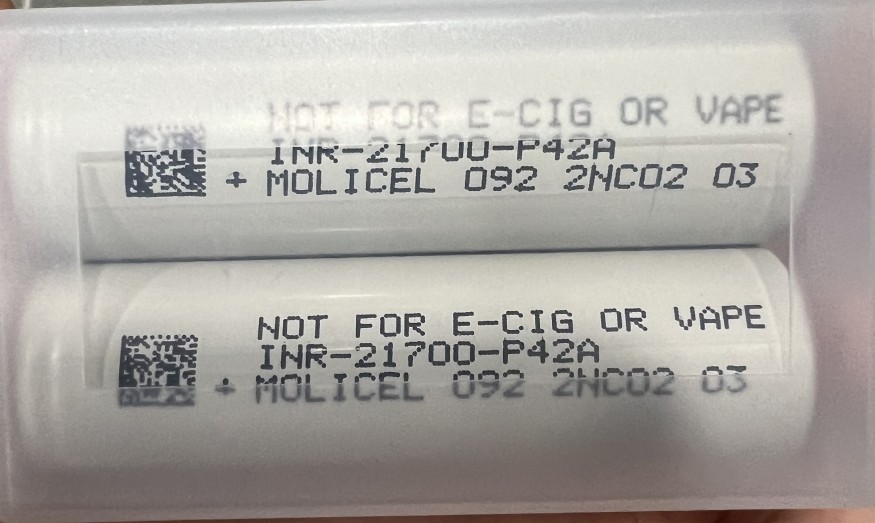 NOT FOR E-CIG OR VAPE
INR-21700-P42A
+ MOLICEL 092 2NC02 03
NOT FOR E-CIG OR VAPE
INR-21700-P42A
+ MOLICEL 092 2NC02 03